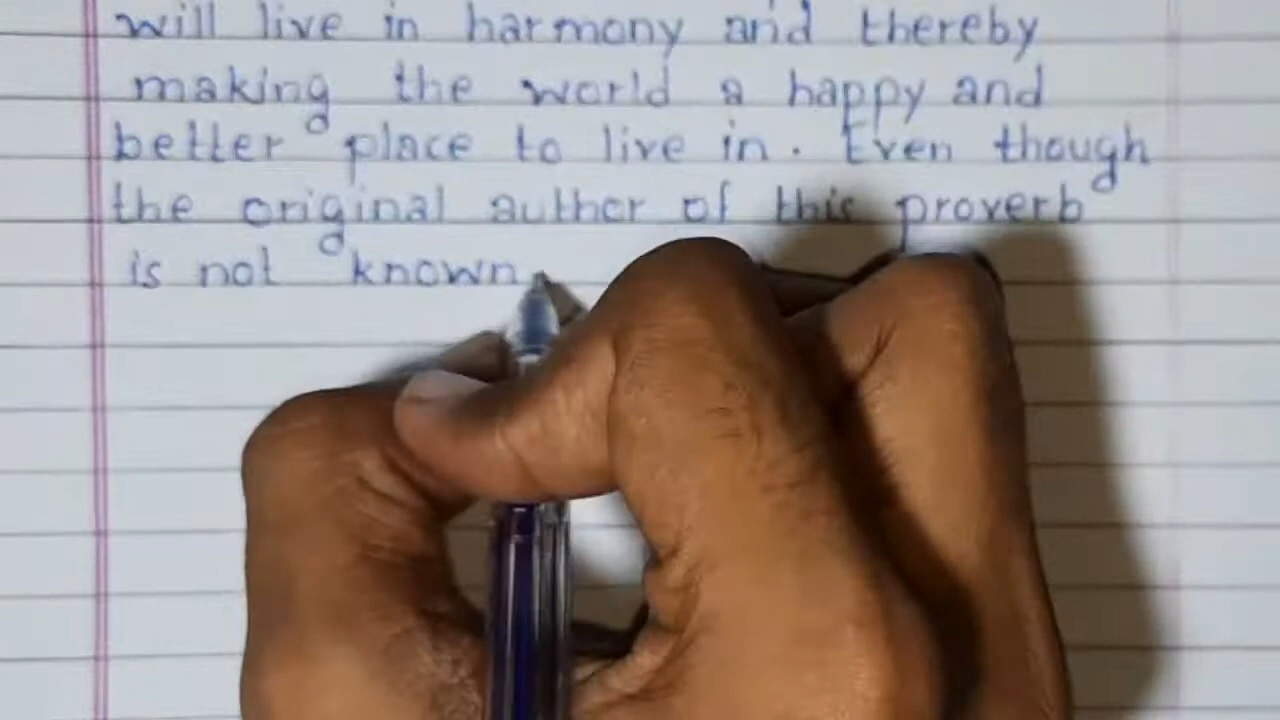 will live in harmony and thereby
making the world a happy and
better place to live in. Even though
the original author of this proverb
is not known,